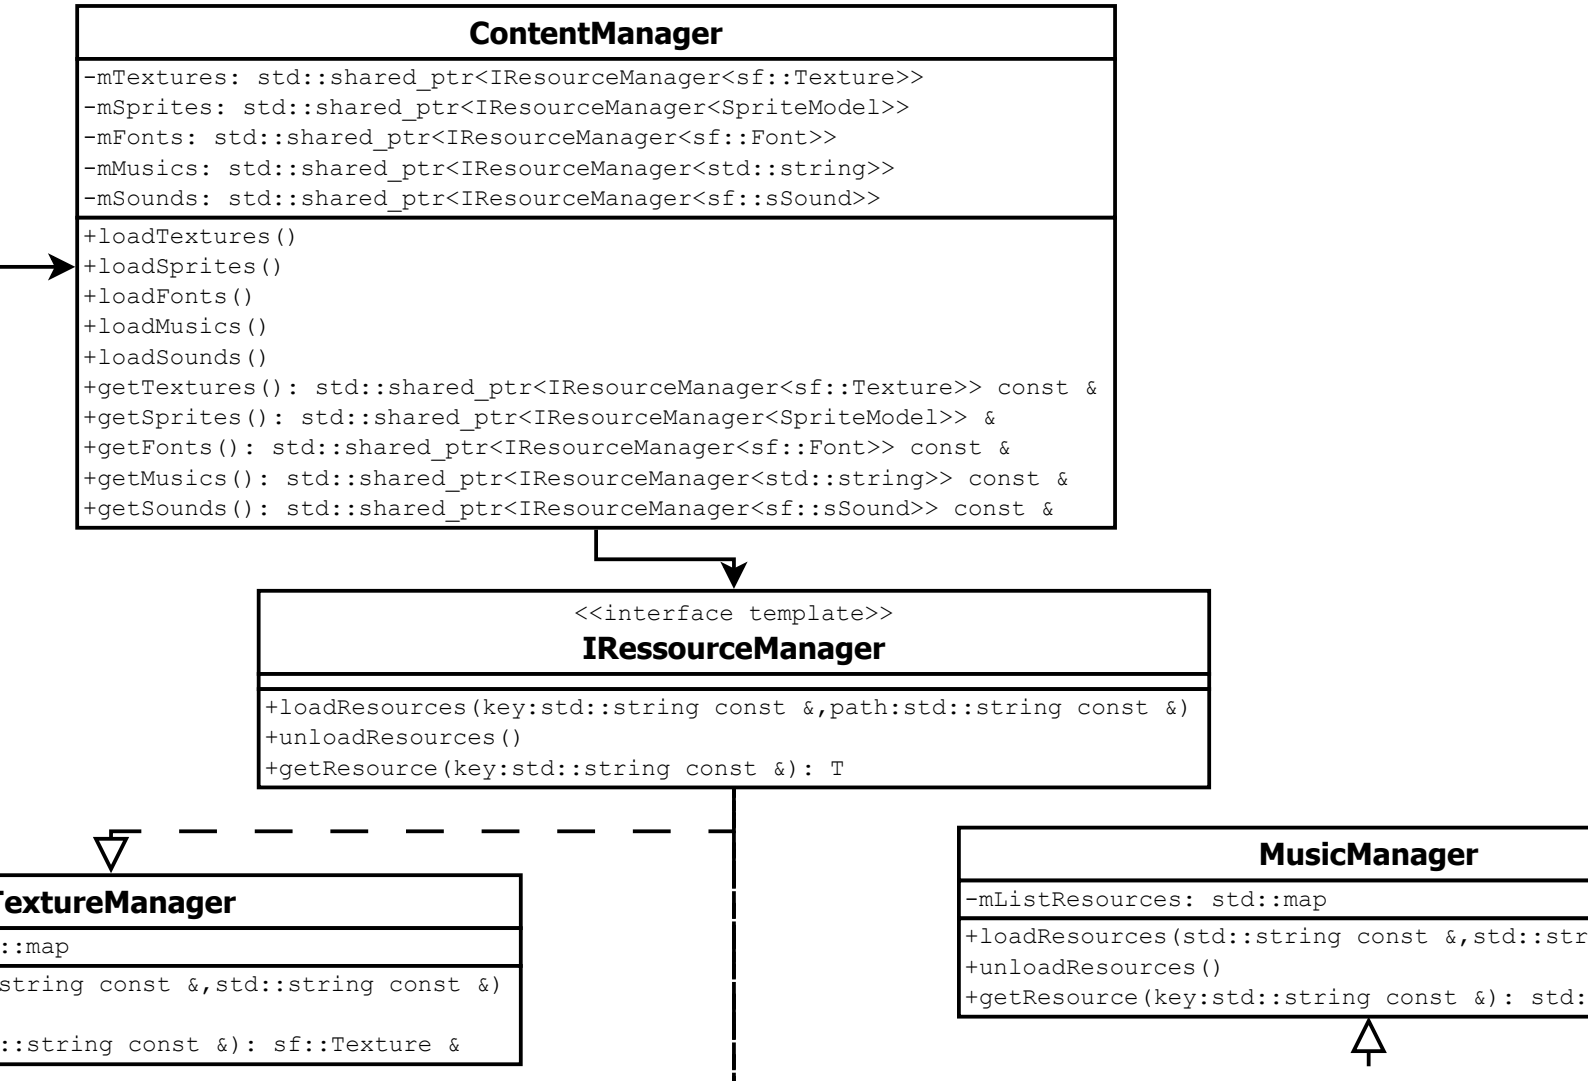 ContentManager
-mTextures: std::shared_ptr<IResourceManager<sf::Texture>>
-mSprites: std::shared_ptr<IResourceManager<SpriteModel>>
-mFonts: std::shared_ptr<IResourceManager<sf::Font>>
-mMusics: std::shared_ptr<IResourceManager<std::string>>
-mSounds: std::shared_ptr<IResourceManager<sf::sSound>>
+loadTextures()
+loadSprites()
+loadFonts()
+loadMusics()
+loadSounds()
+getTextures(): std::shared_ptr<IResourceManager<sf::Texture>> const &
+getSprites(): std::shared_ptr<IResourceManager<SpriteModel>> &
+getFonts(): std::shared_ptr<IResourceManager<sf::Font>> const &
+getMusics(): std::shared_ptr<IResourceManager<std::string>> const &
+getSounds(): std::shared_ptr<IResourceManager<sf::sSound>> const &
<<interface template>>
IRessourceManager
+loadResources(key:std::string const &,path:std::string const &)
+unloadResources()
+getResource(key:std::string const &): T
TextureManager
::map
string const &,std::string const &)
::string const &): sf::Texture &
MusicManager
-mListResources: std::map
+loadResources(std::string const &,std::str
+unloadResources()
+getResource(key:std::string const &): std: